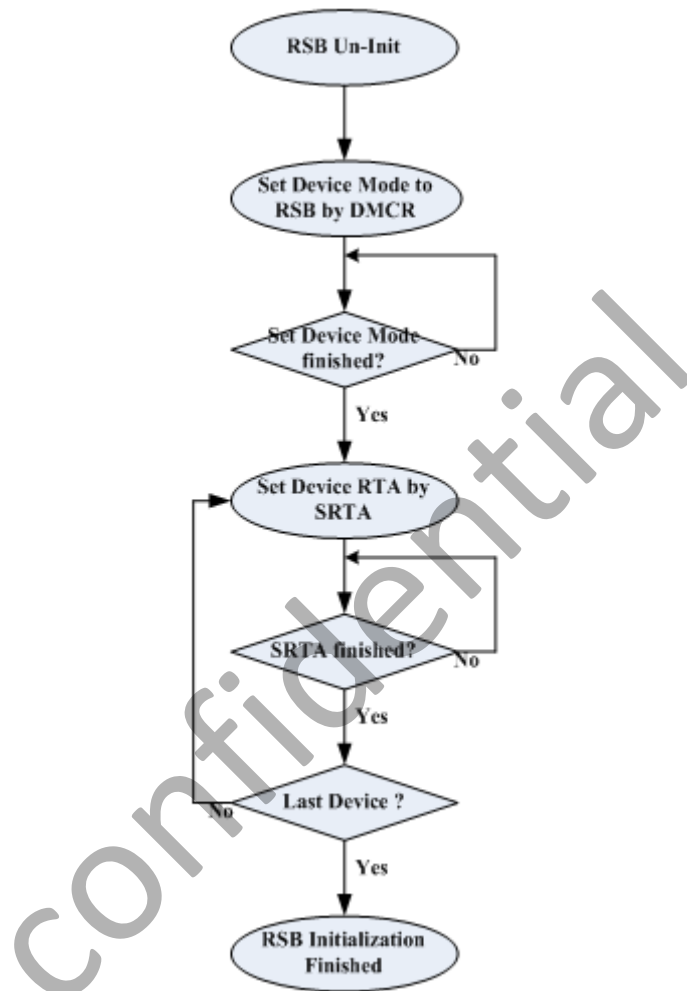 RSB Un-Init
Set Device Mode to
RSB by DMCR
Set Device Mode
finished?
No
Yes
Set Device RTA by
SRTA
SRTA finished?
No
Yes
Last Device ?
No
Yes
RSB Initialization
Finished
confidential